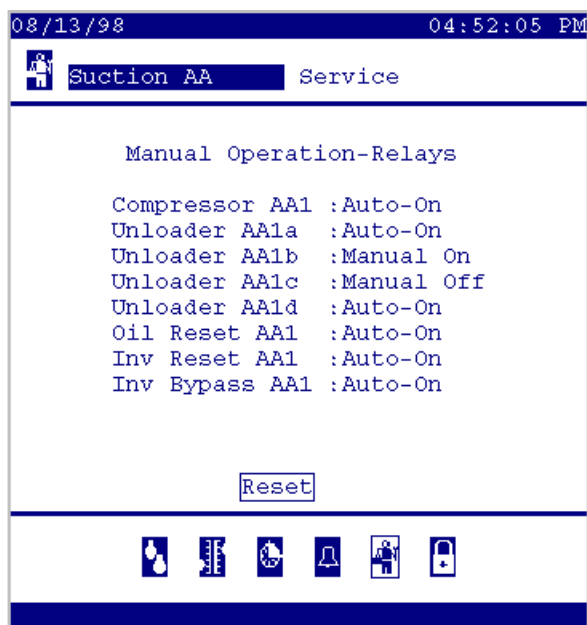 08/13/98 04:52:05 PM
Suction AA Service
Manual Operation-Relays
Compressor AA1 :Auto-On
Unloader AA1a :Auto-On
Unloader AA1b :Manual On
Unloader AA1c :Manual Off
Unloader AA1d :Auto-On
Oil Reset AA1 :Auto-On
Inv Reset AA1 :Auto-On
Inv Bypass AA1 :Auto-On
Reset